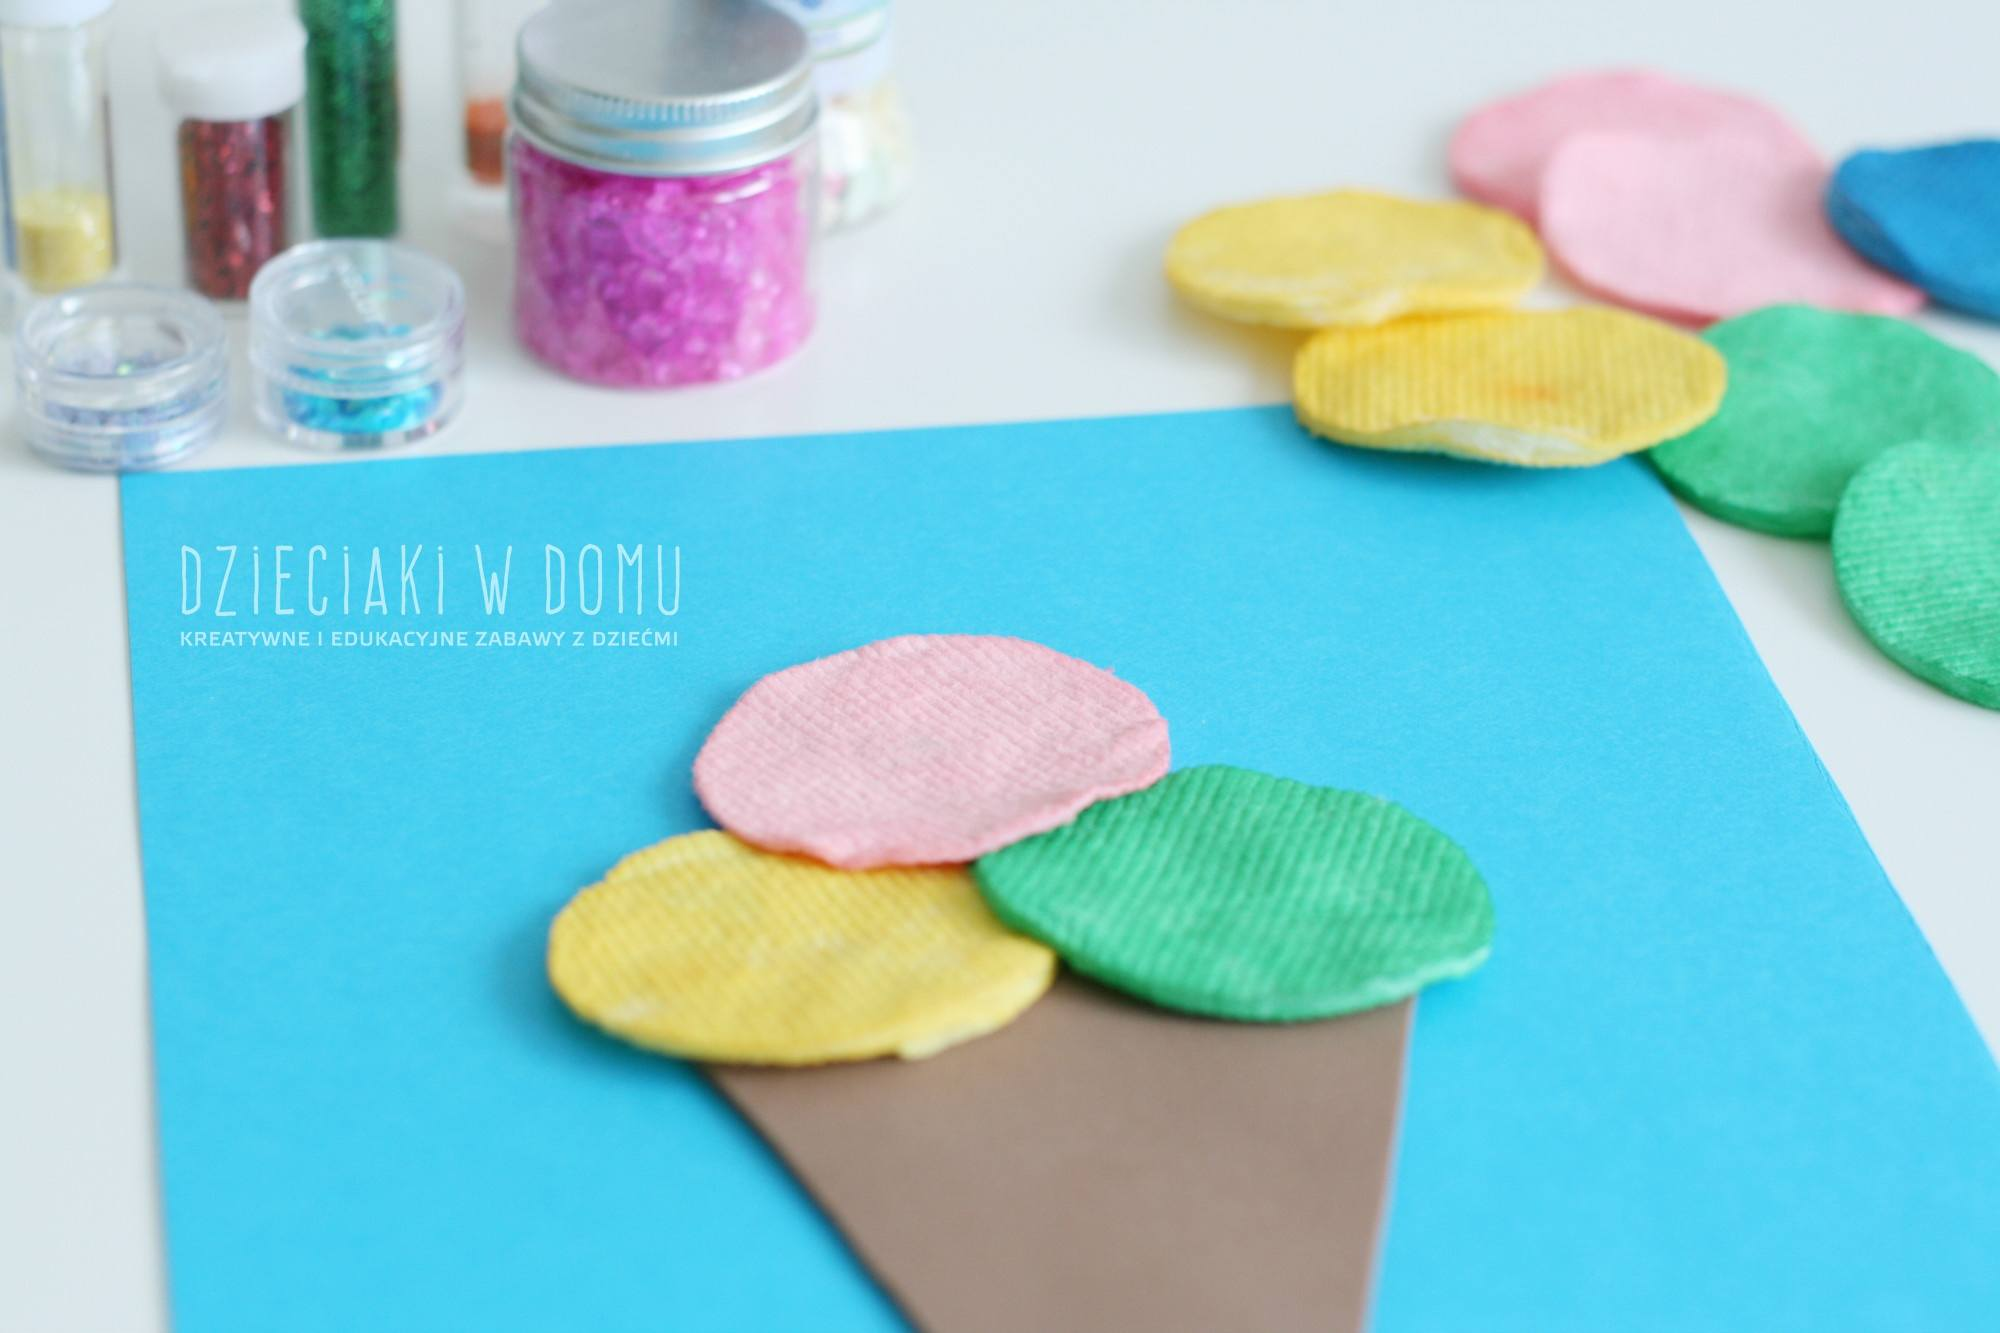 DZIECIAKI W DOMU
KREATYWNE I EDUKACYJNE ZABAWY Z DZIEĆMI